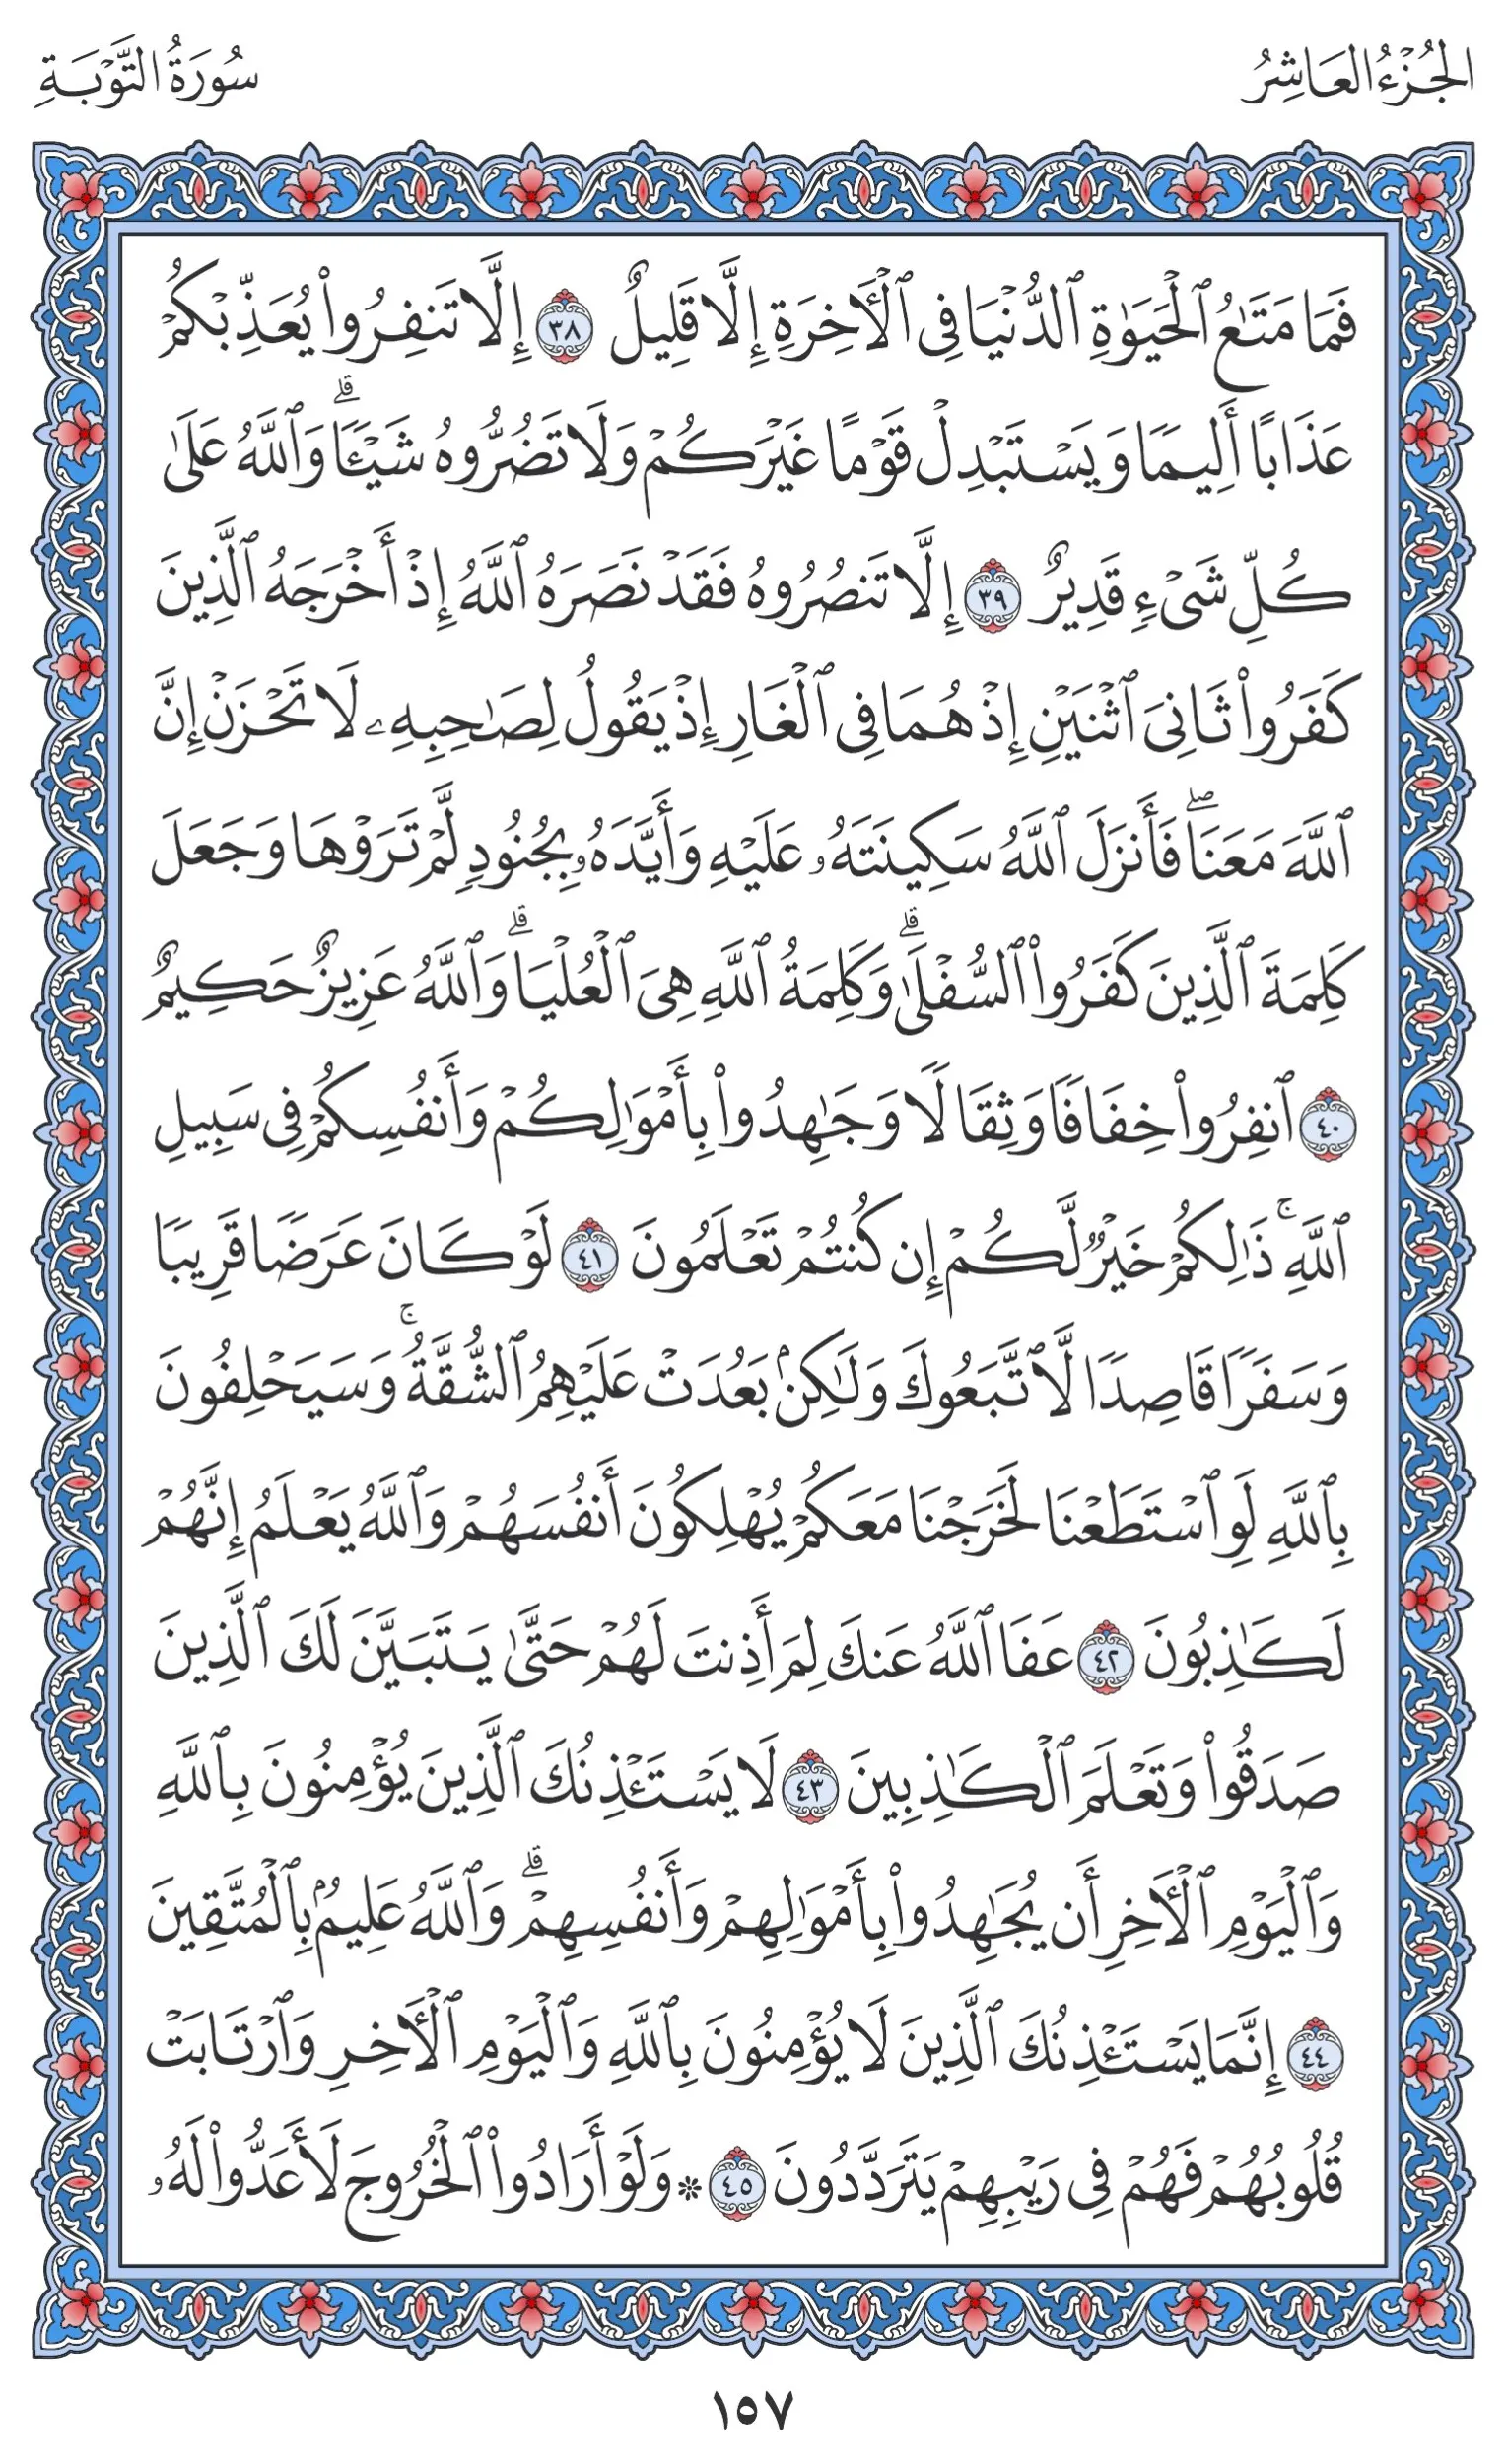 الجُزْءُ العَاشِرُ
سُورَةُ التَّوْبَةِ
فَمَا مَتَٰعُ ٱلْحَيَوٰةِ ٱلدُّنْيَا فِى ٱلْأَخِرَةِ إِلَّا قَلِيلٌ ٣٨ إِلَّا تَنفِرُوا۟ يُعَذِّبْكُمْ
عَذَابًا أَلِيمًا وَيَسْتَبْدِلْ قَوْمًا غَيْرَكُمْ وَلَا تَضُرُّوهُ شَيْـًٔا ۗ وَٱللَّهُ عَلَىٰ
كُلِّ شَىْءٍ قَدِيرٌ ٣٩ إِلَّا تَنصُرُوهُ فَقَدْ نَصَرَهُ ٱللَّهُ إِذْ أَخْرَجَهُ ٱلَّذِينَ
كَفَرُوا۟ ثَانِىَ ٱثْنَيْنِ إِذْ هُمَا فِى ٱلْغَارِ إِذْ يَقُولُ لِصَٰحِبِهِۦ لَا تَحْزَنْ إِنَّ
ٱللَّهَ مَعَنَا ۖ فَأَنزَلَ ٱللَّهُ سَكِينَتَهُۥ عَلَيْهِ وَأَيَّدَهُۥ بِجُنُودٍ لَّمْ تَرَوْهَا وَجَعَلَ
كَلِمَةَ ٱلَّذِينَ كَفَرُوا۟ ٱلسُّفْلَىٰ ۗ وَكَلِمَةُ ٱللَّهِ هِىَ ٱلْعُلْيَا ۗ وَٱللَّهُ عَزِيزٌ حَكِيمٌ
٤٠ ٱنفِرُوا۟ خِفَافًا وَثِقَالًا وَجَٰهِدُوا۟ بِأَمْوَٰلِكُمْ وَأَنفُسِكُمْ فِى سَبِيلِ
ٱللَّهِ ۚ ذَٰلِكُمْ خَيْرٌ لَّكُمْ إِن كُنتُمْ تَعْلَمُونَ ٤١ لَوْ كَانَ عَرَضًا قَرِيبًا
وَسَفَرًا قَاصِدًا لَّٱتَّبَعُوكَ وَلَٰكِنۢ بَعُدَتْ عَلَيْهِمُ ٱلشُّقَّةُ ۚ وَسَيَحْلِفُونَ
بِٱللَّهِ لَوِ ٱسْتَطَعْنَا لَخَرَجْنَا مَعَكُمْ يُهْلِكُونَ أَنفُسَهُمْ وَٱللَّهُ يَعْلَمُ إِنَّهُمْ
لَكَٰذِبُونَ ٤٢ عَفَا ٱللَّهُ عَنكَ لِمَ أَذِنتَ لَهُمْ حَتَّىٰ يَتَبَيَّنَ لَكَ ٱلَّذِينَ
صَدَقُوا۟ وَتَعْلَمَ ٱلْكَٰذِبِينَ ٤٣ لَا يَسْتَـْٔذِنُكَ ٱلَّذِينَ يُؤْمِنُونَ بِٱللَّهِ
وَٱلْيَوْمِ ٱلْأَخِرِ أَن يُجَٰهِدُوا۟ بِأَمْوَٰلِهِمْ وَأَنفُسِهِمْ ۗ وَٱللَّهُ عَلِيمٌۢ بِٱلْمُتَّقِينَ
٤٤ إِنَّمَا يَسْتَـْٔذِنُكَ ٱلَّذِينَ لَا يُؤْمِنُونَ بِٱللَّهِ وَٱلْيَوْمِ ٱلْأَخِرِ وَٱرْتَابَتْ
قُلُوبُهُمْ فَهُمْ فِى رَيْبِهِمْ يَتَرَدَّدُونَ ٤٥ ۞ وَلَوْ أَرَادُوا۟ ٱلْخُرُوجَ لَأَعَدُّوا۟ لَهُۥ
١٥٧